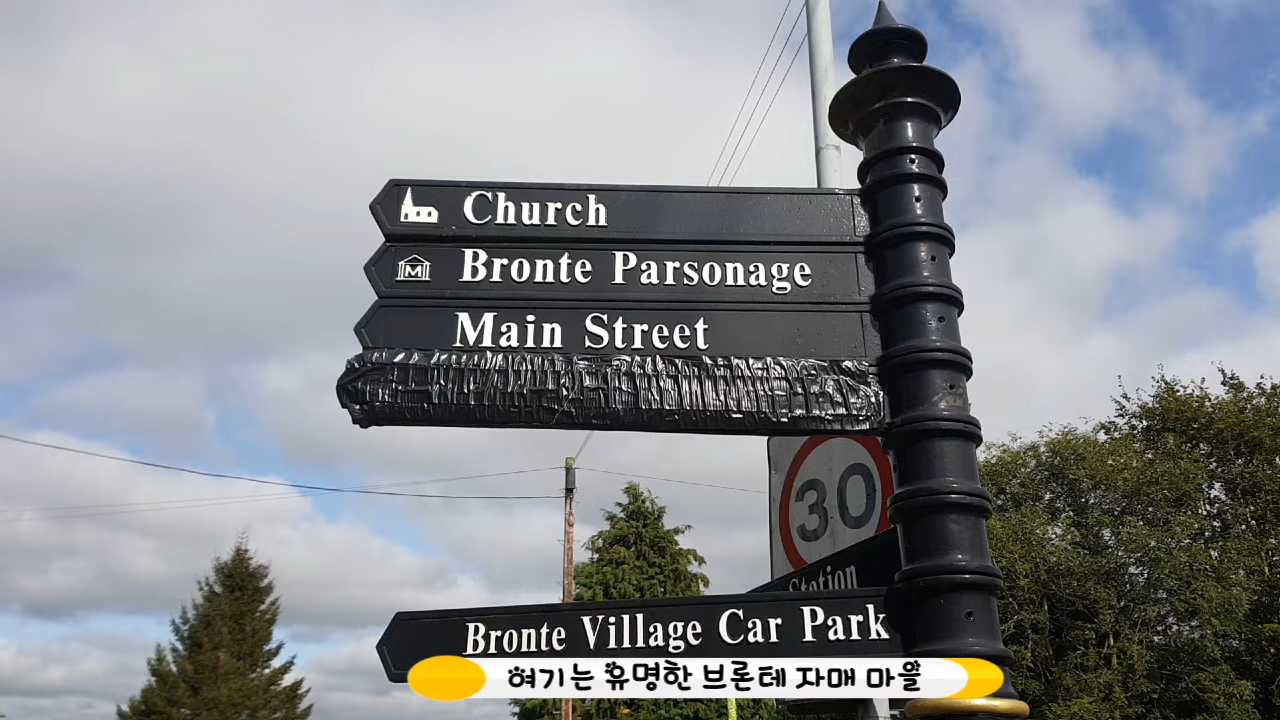 Church
M
Bronte Parsonage
Main Street
30
Station
Bronte Village Car Park
여기는 유명한 브론테 자매 마을